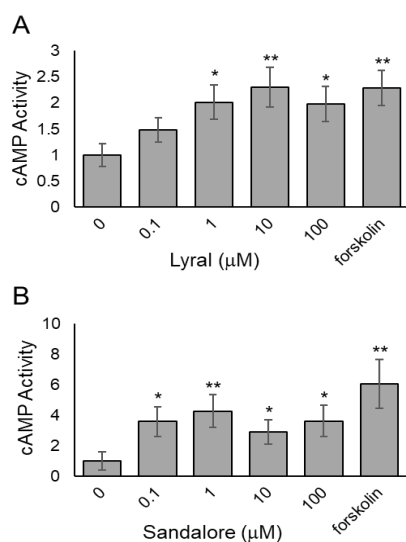 A
cAMP Activity
3
2.5
2
1.5
1
0.5
0
* ** * **
0 0.1 1 10 100 forskolin
Lyral (μM)
B
cAMP Activity
10
8
6
4
2
0
* ** * * **
0 0.1 1 10 100 forskolin
Sandalore (μM)